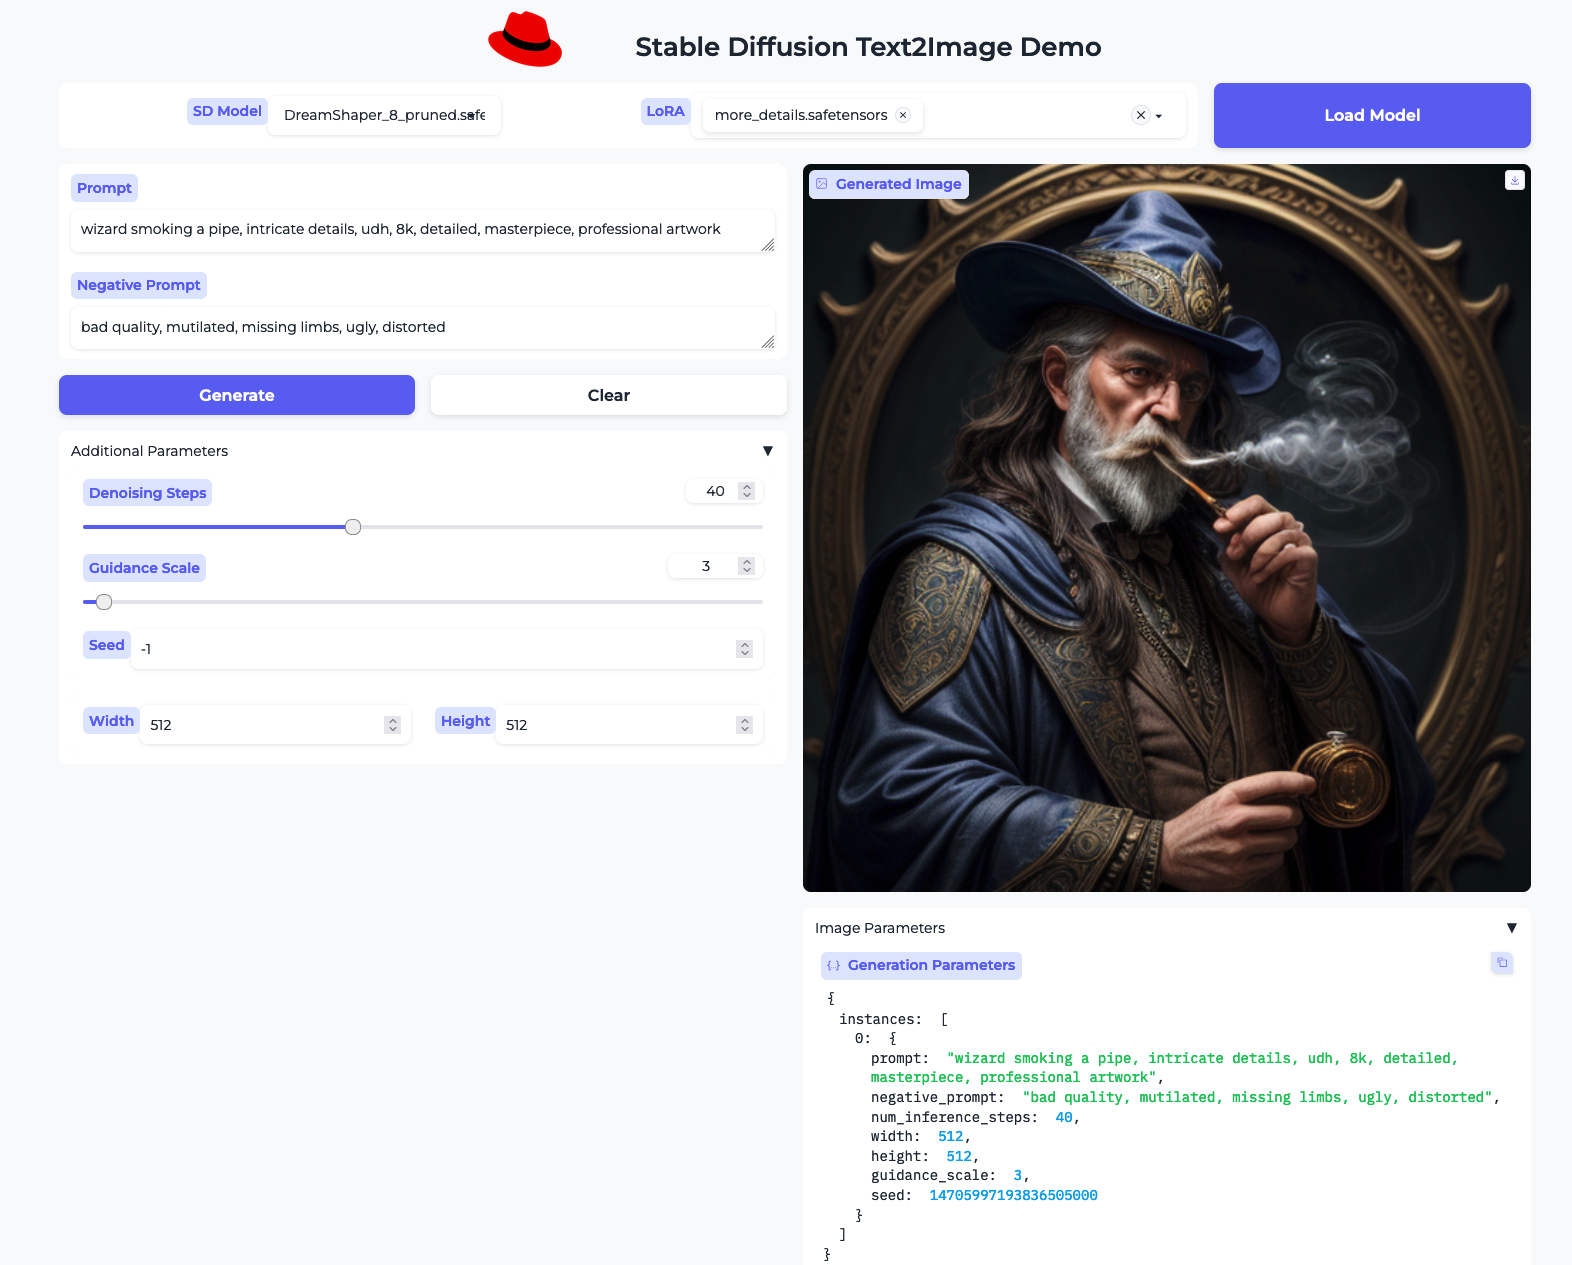 Stable Diffusion Text2Image Demo
SD Model
DreamShaper_8_pruned.safe
LoRA
more_details.safetensors
Load Model
Prompt
wizard smoking a pipe, intricate details, udh, 8k, detailed, masterpiece, professional artwork
Negative Prompt
bad quality, mutilated, missing limbs, ugly, distorted
Generate
Clear
Additional Parameters
Denoising Steps
40
Guidance Scale
3
Seed
-1
Width
512
Height
512
Generated Image
Image Parameters
Generation Parameters
{
instances: [
0: {
prompt: "wizard smoking a pipe, intricate details, udh, 8k, detailed,
masterpiece, professional artwork",
negative_prompt: "bad quality, mutilated, missing limbs, ugly, distorted",
num_inference_steps: 40,
width: 512,
height: 512,
guidance_scale: 3,
seed: 14705997193836505000
}
]
}